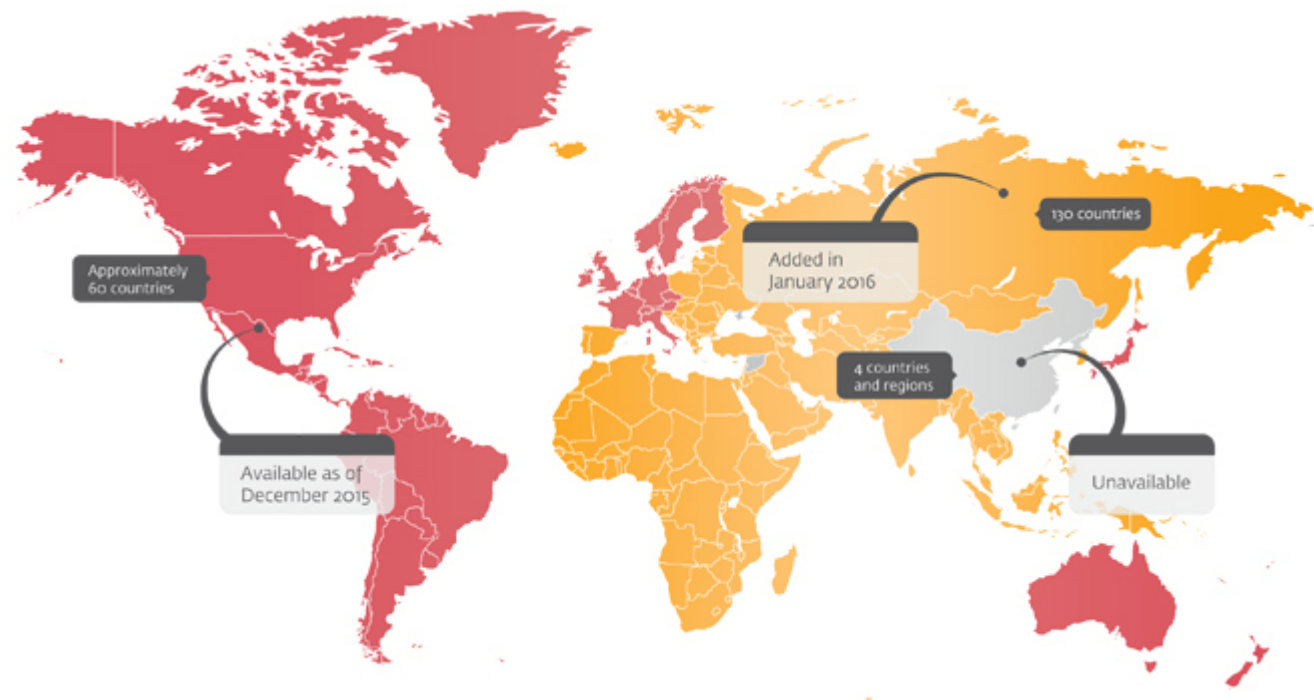 Approximately
60 countries
Available as of
December 2015
Added in
January 2016
130 countries
4 countries
and regions
Unavailable